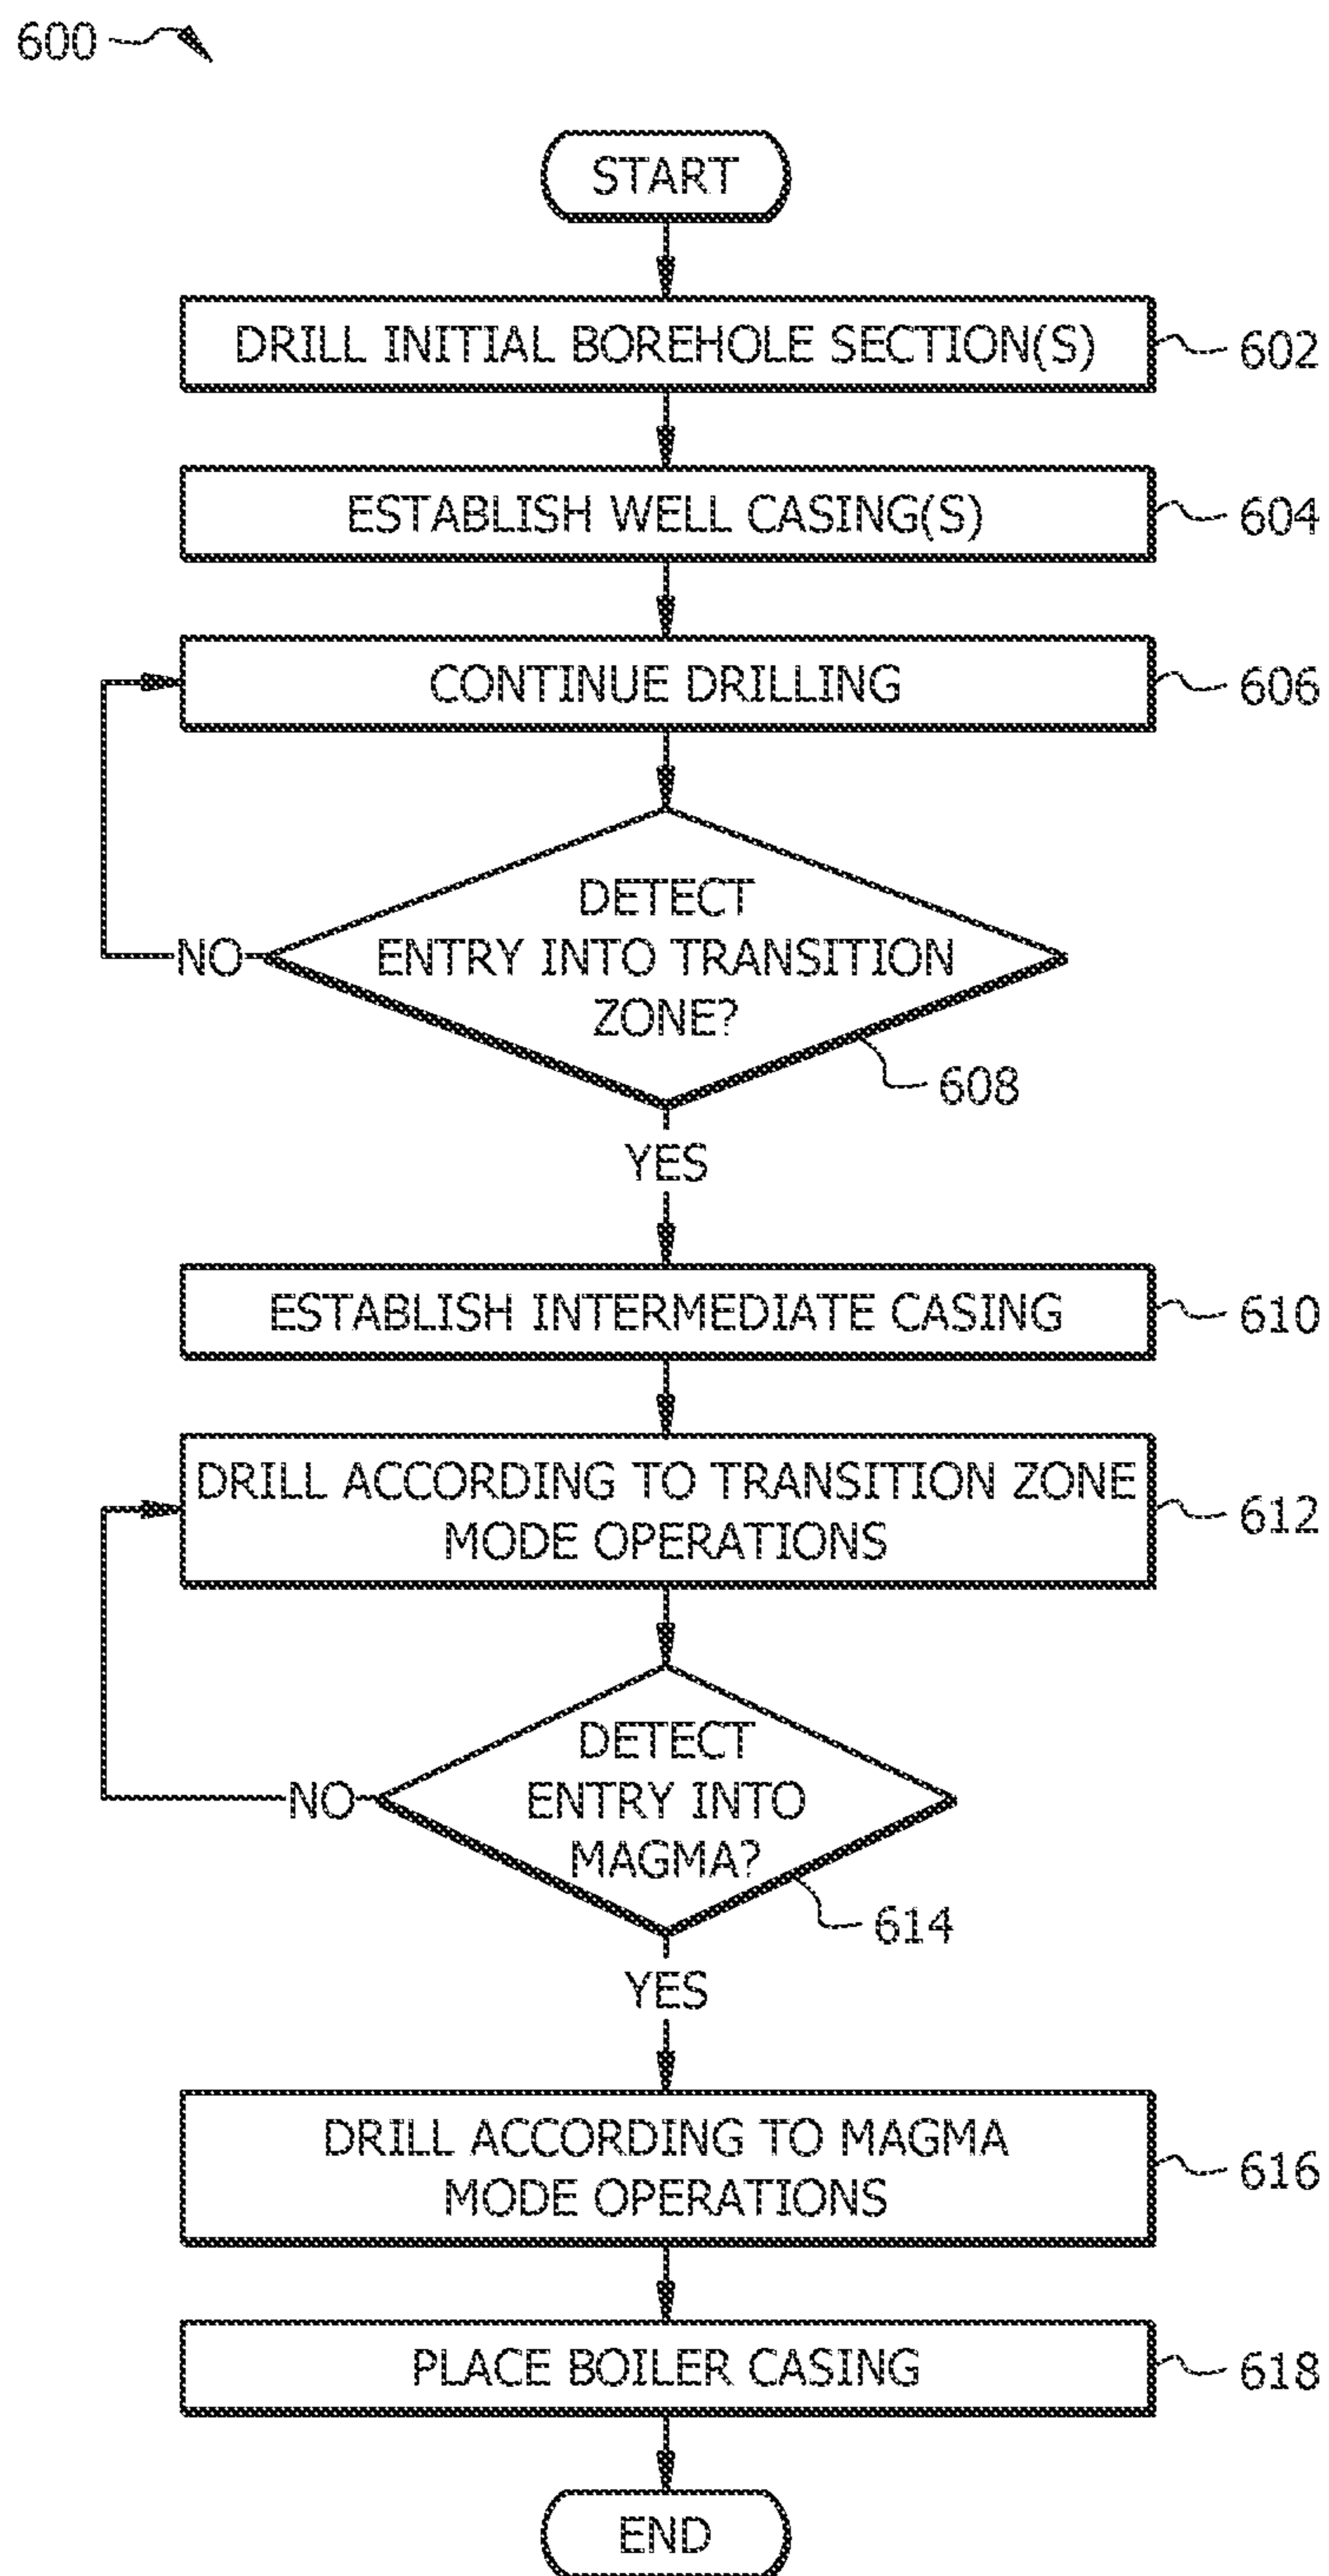 600
START
DRILL INITIAL BOREHOLE SECTION(S)
602
ESTABLISH WELL CASING(S)
604
CONTINUE DRILLING
606
DETECT
ENTRY INTO TRANSITION
ZONE?
NO
608
YES
ESTABLISH INTERMEDIATE CASING
610
DRILL ACCORDING TO TRANSITION ZONE
MODE OPERATIONS
612
DETECT
ENTRY INTO
MAGMA?
NO
614
YES
DRILL ACCORDING TO MAGMA
MODE OPERATIONS
616
PLACE BOILER CASING
618
END